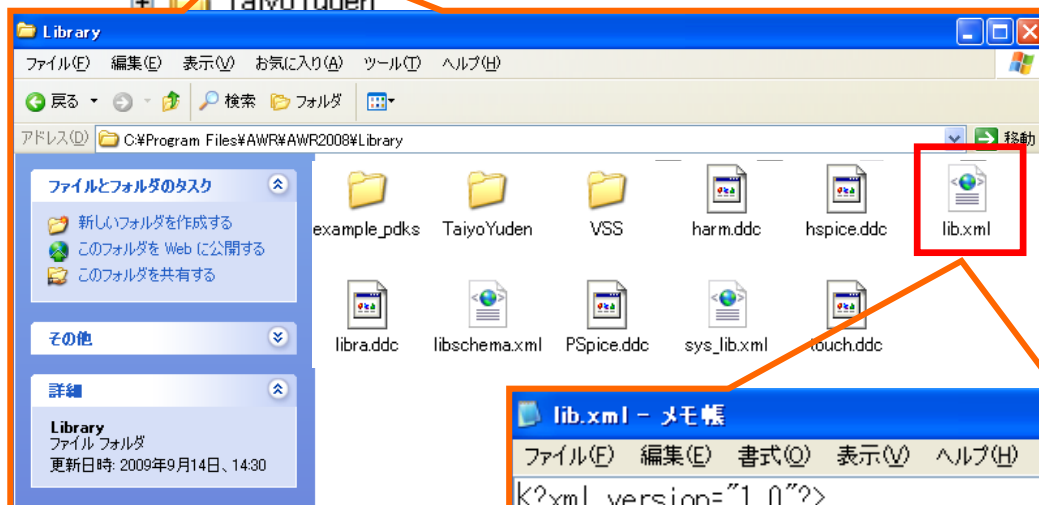 TaiyoYuden
Library
ファイル(F) 編集(E) 表示(V) お気に入り(A) ツール(T) ヘルプ(H)
戻る 検索 フォルダ
アドレス(D) C:¥Program Files¥AWR¥AWR2008¥Library 移動
ファイルとフォルダのタスク
新しいフォルダを作成する
このフォルダを Web に公開する
このフォルダを共有する
その他
詳細
Library
ファイル フォルダ
更新日時: 2009年9月14日、14:30
example_pdks TaiyoYuden VSS harm.ddc hspice.ddc lib.xml
libra.ddc libschema.xml PSpice.ddc sys_lib.xml touch.ddc
lib.xml - メモ帳
ファイル(F) 編集(E) 書式(O) 表示(V) ヘルプ(H)
<?xml version="1.0"?>